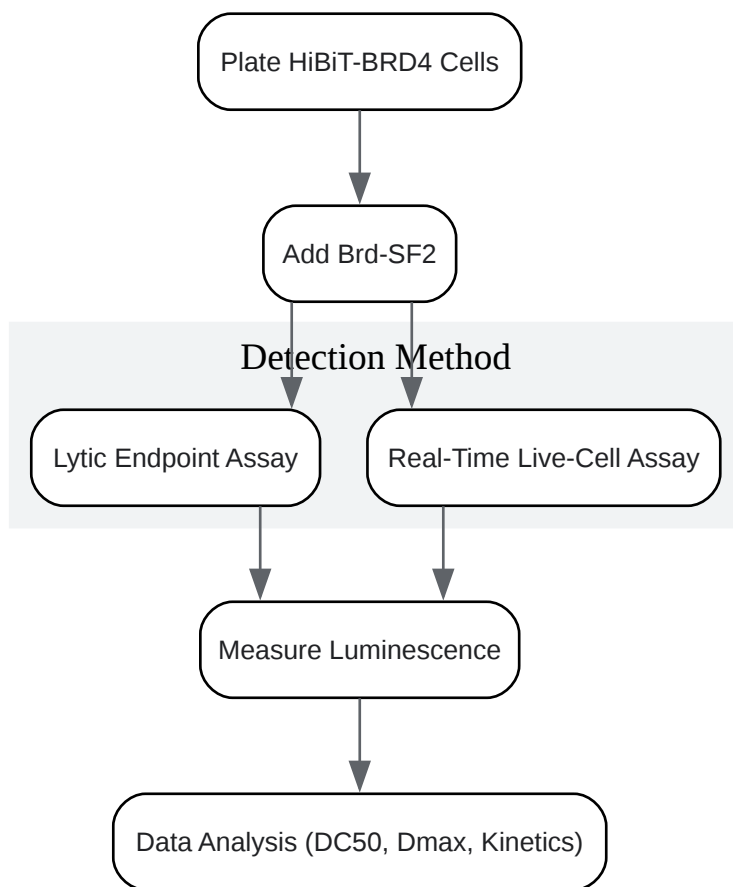 Plate HiBiT-BRD4 Cells
Add Brd-SF2
Detection Method
Lytic Endpoint Assay
Real-Time Live-Cell Assay
Measure Luminescence
Data Analysis (DC50, Dmax, Kinetics)